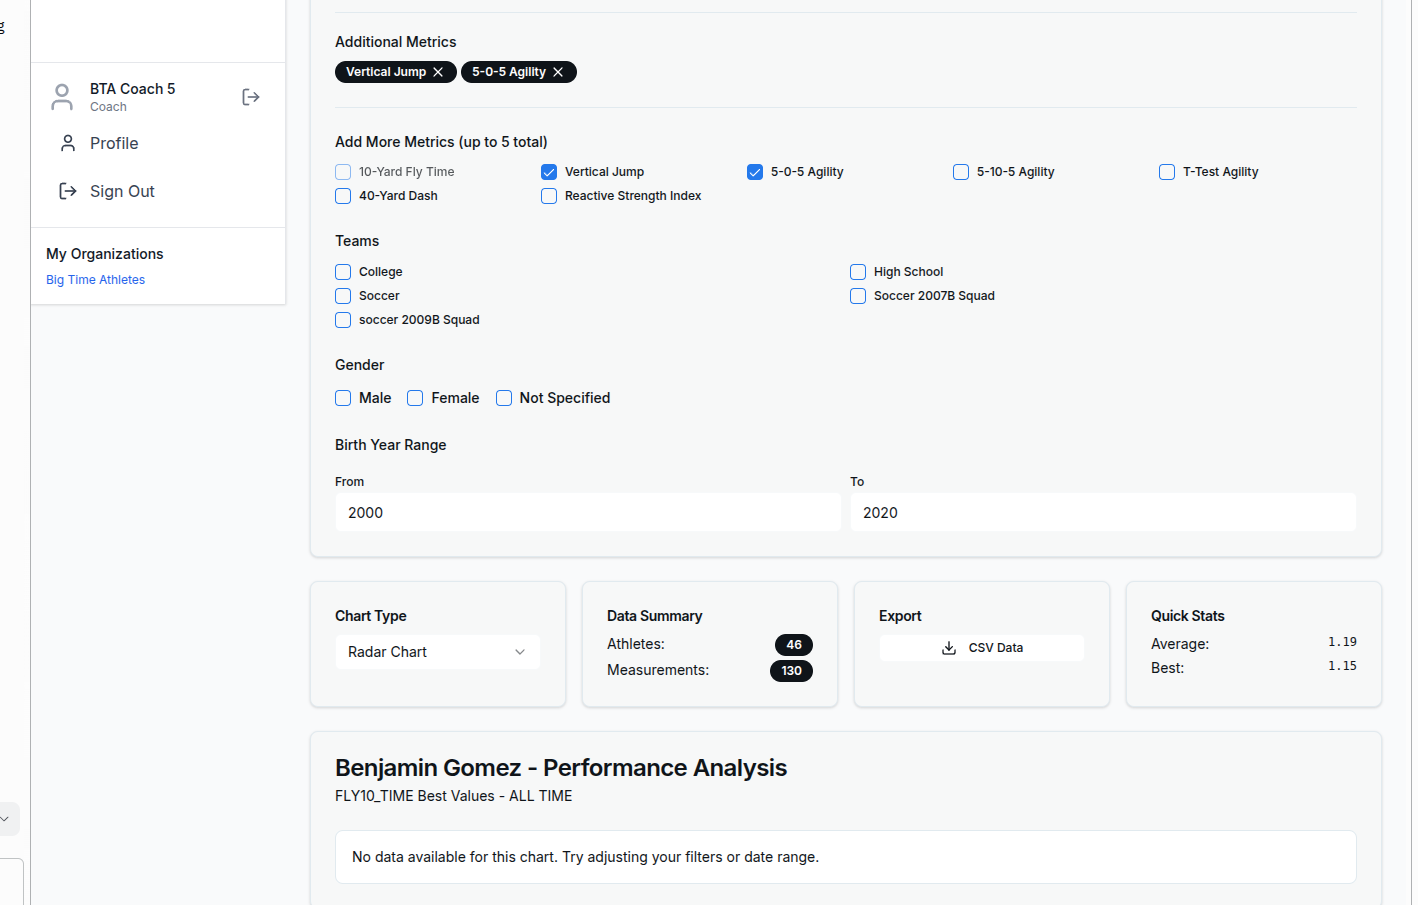 g
BTA Coach 5
Coach
Profile
Sign Out
My Organizations
Big Time Athletes
Additional Metrics
Vertical Jump 5-0-5 Agility
Add More Metrics (up to 5 total)
10-Yard Fly Time Vertical Jump 5-0-5 Agility 5-10-5 Agility T-Test Agility
40-Yard Dash Reactive Strength Index
Teams
College High School
Soccer Soccer 2007B Squad
soccer 2009B Squad
Gender
Male Female Not Specified
Birth Year Range
From To
2000 2020
Chart Type
Radar Chart
Data Summary
Athletes: 46
Measurements: 130
Export
CSV Data
Quick Stats
Average: 1.19
Best: 1.15
Benjamin Gomez - Performance Analysis
FLY10_TIME Best Values - ALL TIME
No data available for this chart. Try adjusting your filters or date range.